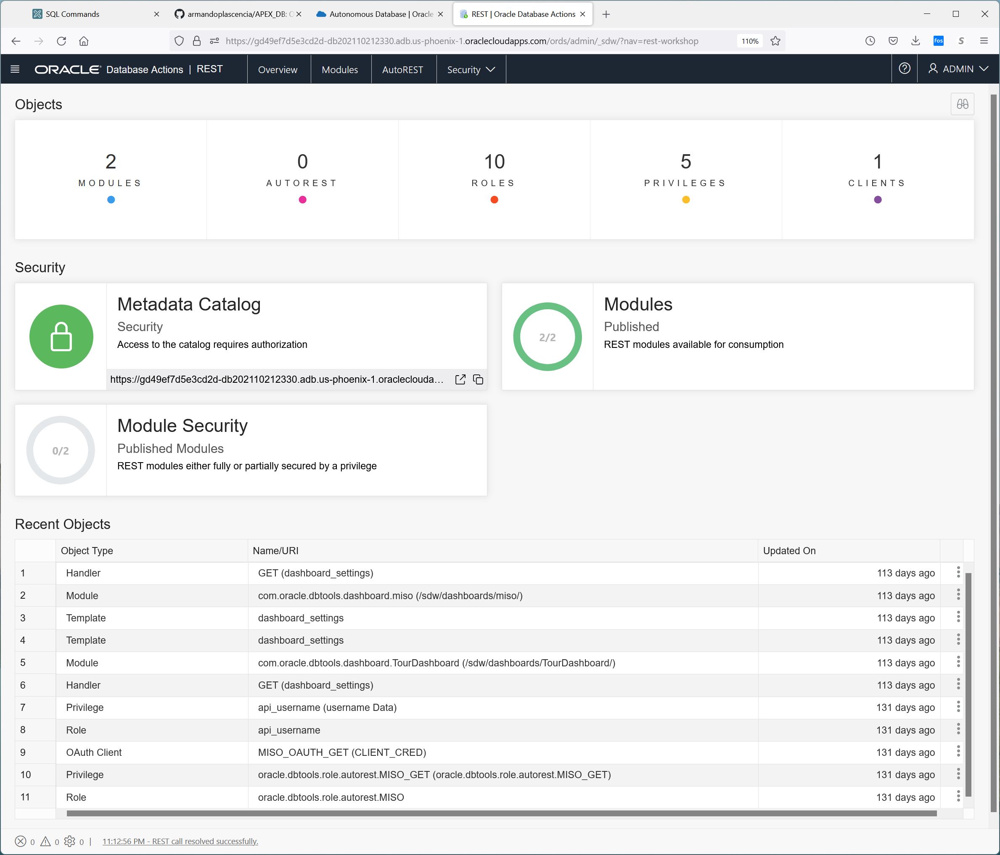 SQL Commands
armandoplascencia/APEX_DB: O
Autonomous Database | Oracle
REST | Oracle Database Actions
https://gd49ef7d5e3cd2d-db202110212330.adb.us-phoenix-1.oraclecloudapps.com/ords/admin/_sdw/?nav=rest-workshop
110%
fos
S
ORACLE Database Actions | REST
Overview
Modules
AutoREST
Security
ADMIN
Objects
2
MODULES
0
AUTOREST
10
ROLES
5
PRIVILEGES
1
CLIENTS
Security
Metadata Catalog
Security
Access to the catalog requires authorization
https://gd49ef7d5e3cd2d-db202110212330.adb.us-phoenix-1.oracleclouda...
2/2
Modules
Published
REST modules available for consumption
0/2
Module Security
Published Modules
REST modules either fully or partially secured by a privilege
Recent Objects
Object Type Name/URI Updated On
1 Handler GET (dashboard_settings) 113 days ago
2 Module com.oracle.dbtools.dashboard.miso (/sdw/dashboards/miso/) 113 days ago
3 Template dashboard_settings 113 days ago
4 Template dashboard_settings 113 days ago
5 Module com.oracle.dbtools.dashboard.TourDashboard (/sdw/dashboards/TourDashboard/) 113 days ago
6 Handler GET (dashboard_settings) 113 days ago
7 Privilege api_username (username Data) 131 days ago
8 Role api_username 131 days ago
9 OAuth Client MISO_OAUTH_GET (CLIENT_CRED) 131 days ago
10 Privilege oracle.dbtools.role.autorest.MISO_GET (oracle.dbtools.role.autorest.MISO_GET) 131 days ago
11 Role oracle.dbtools.role.autorest.MISO 131 days ago
0 0 0 | 11:12:56 PM - REST call resolved successfully.